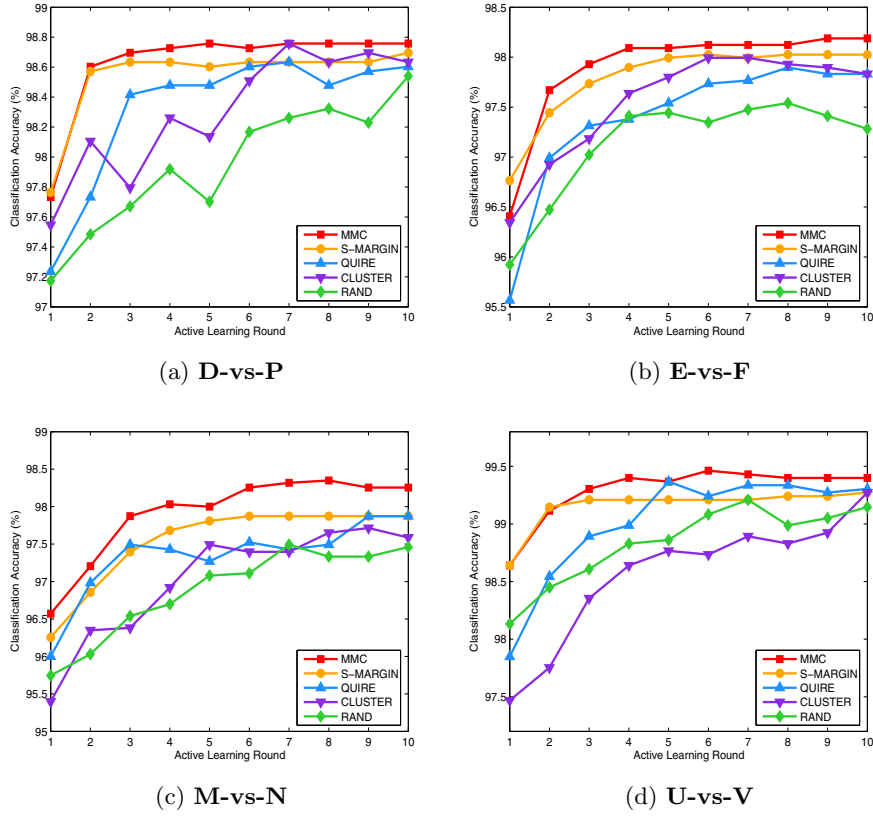 99
98.8
98.6
98.4
98.2
98
97.8
97.6
97.4
97.2
97
Classification Accuracy (%)
MMC
S−MARGIN
QUIRE
CLUSTER
RAND
1 2 3 4 5 6 7 8 9 10
Active Learning Round
(a) D-vs-P
98.5
98
97.5
97
96.5
96
95.5
Classification Accuracy (%)
MMC
S−MARGIN
QUIRE
CLUSTER
RAND
1 2 3 4 5 6 7 8 9 10
Active Learning Round
(b) E-vs-F
99
98.5
98
97.5
97
96.5
96
95.5
95
Classification Accuracy (%)
MMC
S−MARGIN
QUIRE
CLUSTER
RAND
1 2 3 4 5 6 7 8 9 10
Active Learning Round
(c) M-vs-N
99.5
99
98.5
98
97.5
Classification Accuracy (%)
MMC
S−MARGIN
QUIRE
CLUSTER
RAND
1 2 3 4 5 6 7 8 9 10
Active Learning Round
(d) U-vs-V